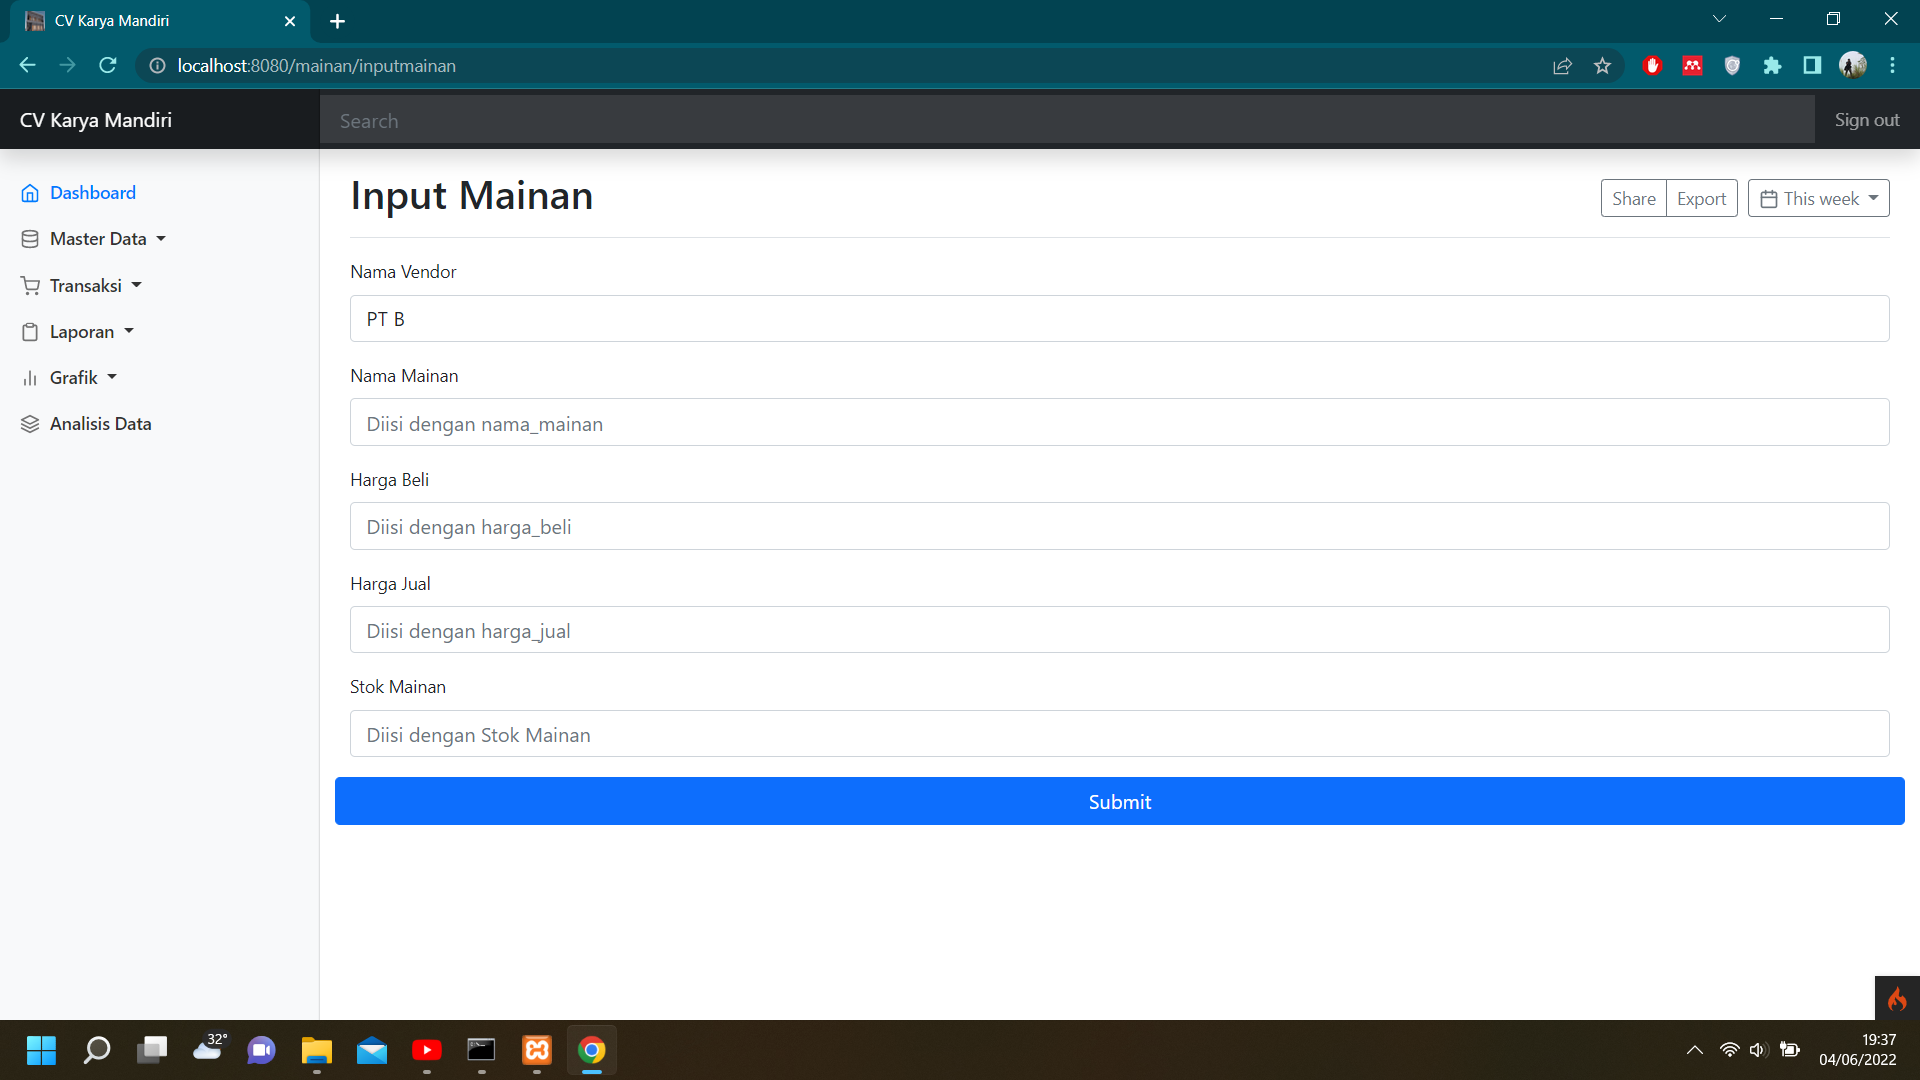 CV Karya Mandiri
localhost:8080/mainan/inputmainan
CV Karya Mandiri
Search
Sign out
Dashboard
Master Data
Transaksi
Laporan
Grafik
Analisis Data
Input Mainan
Share
Export
This week
Nama Vendor
PT B
Nama Mainan
Diisi dengan nama_mainan
Harga Beli
Diisi dengan harga_beli
Harga Jual
Diisi dengan harga_jual
Stok Mainan
Diisi dengan Stok Mainan
Submit
32°
19:37
04/06/2022